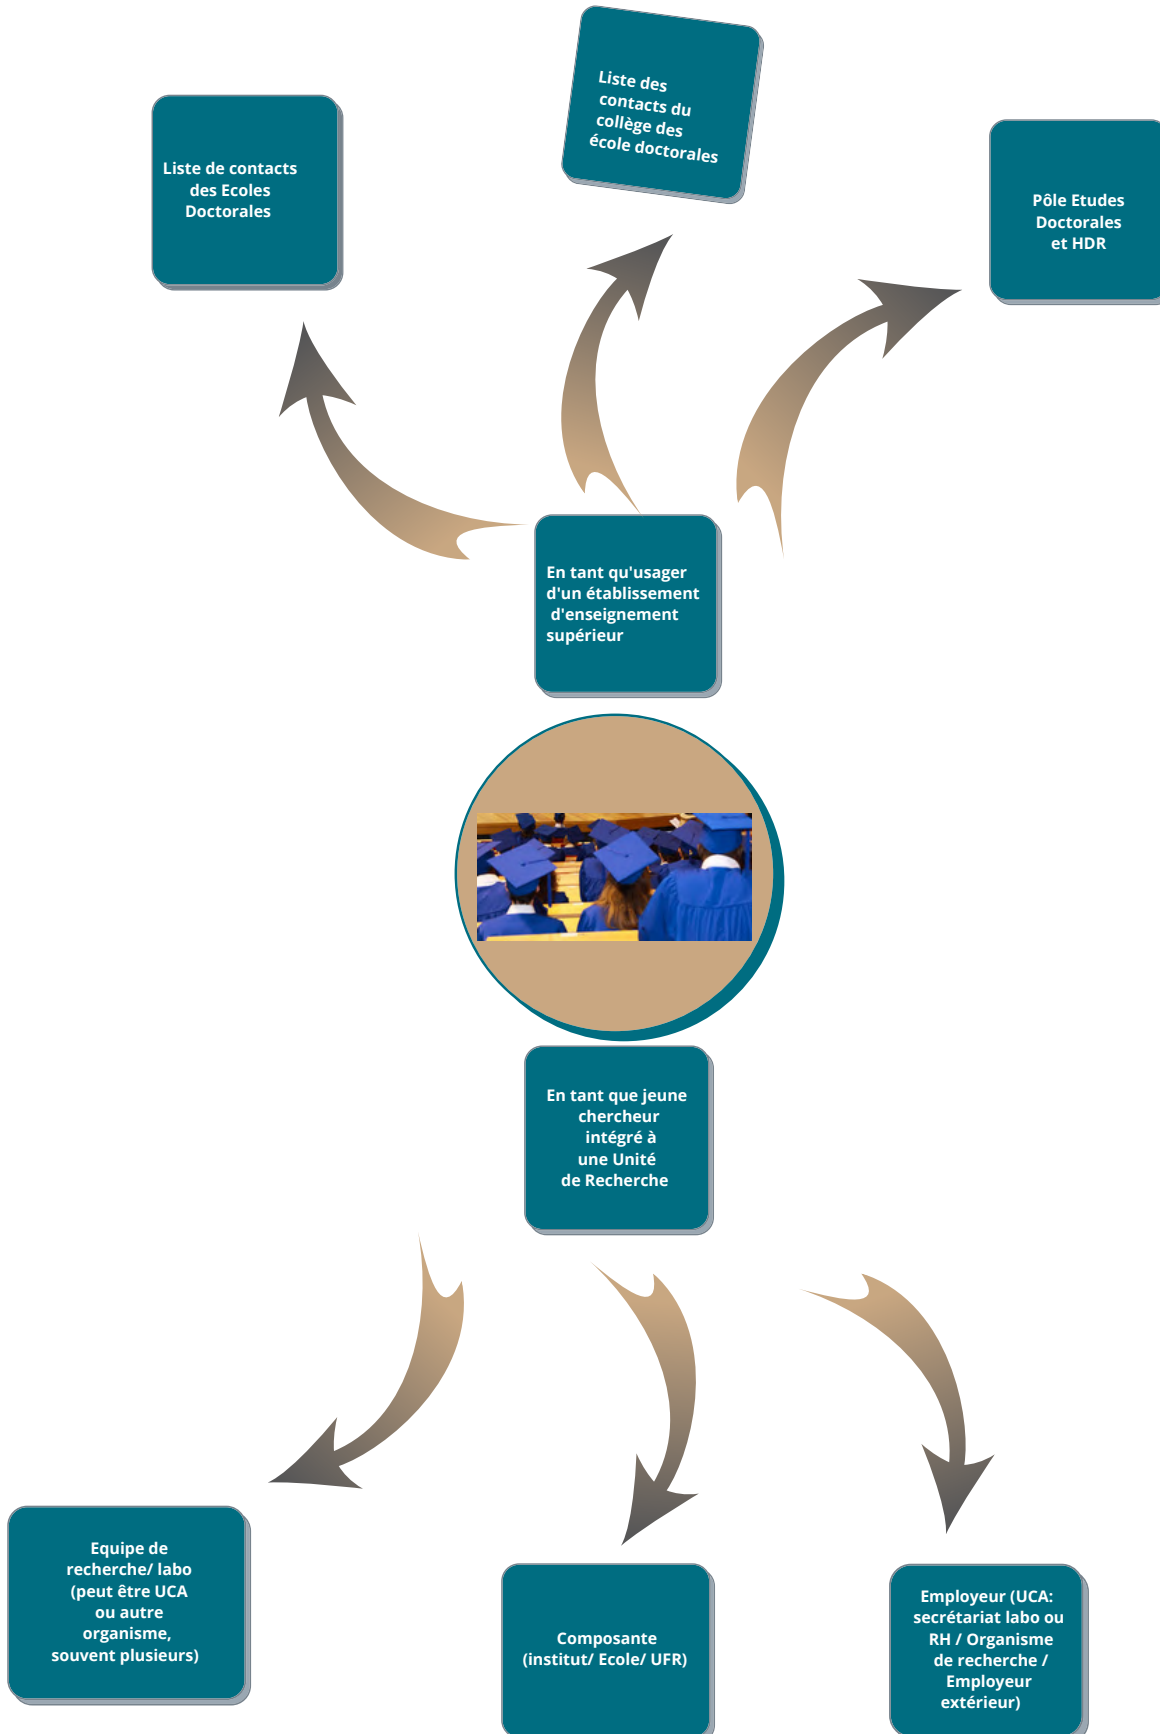 Liste des
contacts du
collège des
école doctorales
Liste de contacts
des Ecoles
Doctorales
Pôle Etudes
Doctorales
et HDR
En tant qu'usager
d'un établissement
d'enseignement
supérieur
En tant que jeune
chercheur
intégré à
une Unité
de Recherche
Equipe de
recherche/ labo
(peut être UCA
ou autre
organisme,
souvent plusieurs)
Composante
(institut/ Ecole/ UFR)
Employeur (UCA:
secrétariat labo ou
RH / Organisme
de recherche /
Employeur
extérieur)